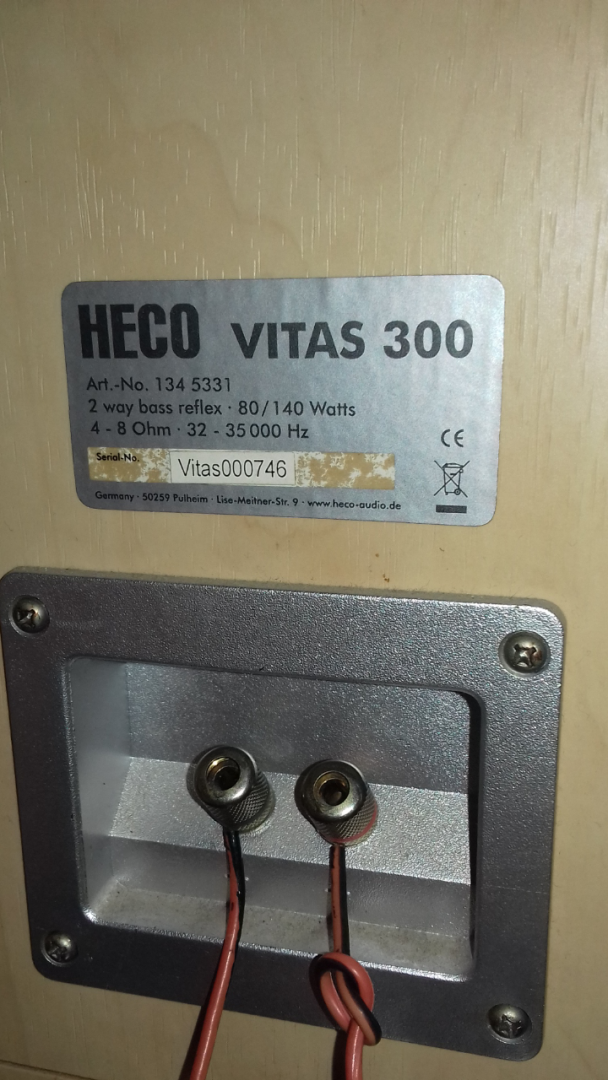 HECO VITAS 300
Art.-No. 134 5331
2 way bass reflex · 80/140 Watts
4 - 8 Ohm · 32 - 35 000 Hz
CE
Serial-No. Vitas000746
Germany · 50259 Pulheim · Lise-Meitner-Str. 9 · www.heco-audio.de